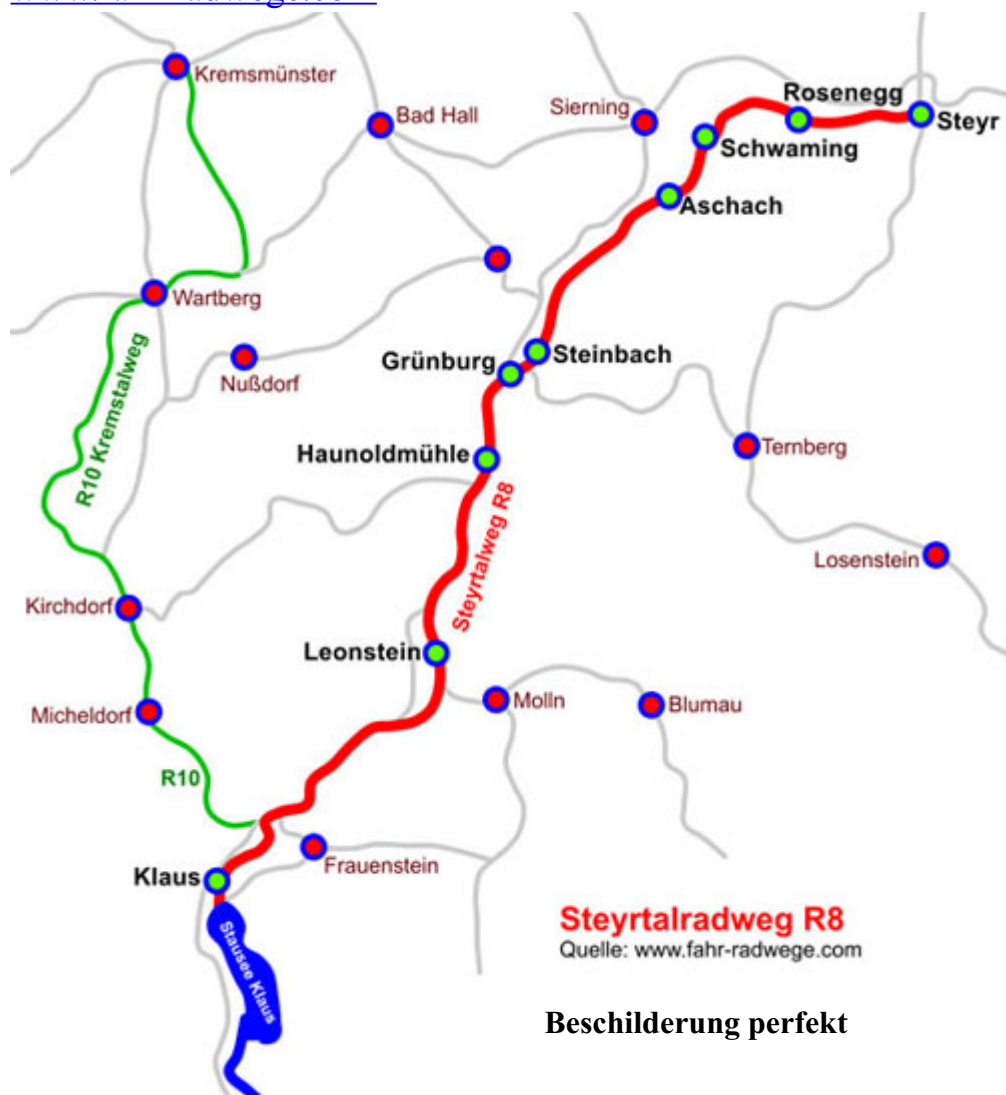 Kremsmünster
Bad Hall
Sierning
Rosenegg
Steyr
Schwaming
Aschach
Wartberg
Nußdorf
Grünburg
Steinbach
R10 Kremstalweg
Haunoldmühle
Ternberg
Steyrtalweg R8
Losenstein
Kirchdorf
Leonstein
Molln
Blumau
Micheldorf
R10
Frauenstein
Klaus
Stausee Klaus
Steyrtalradweg R8
Quelle: www.fahr-radwege.com
Beschilderung perfekt